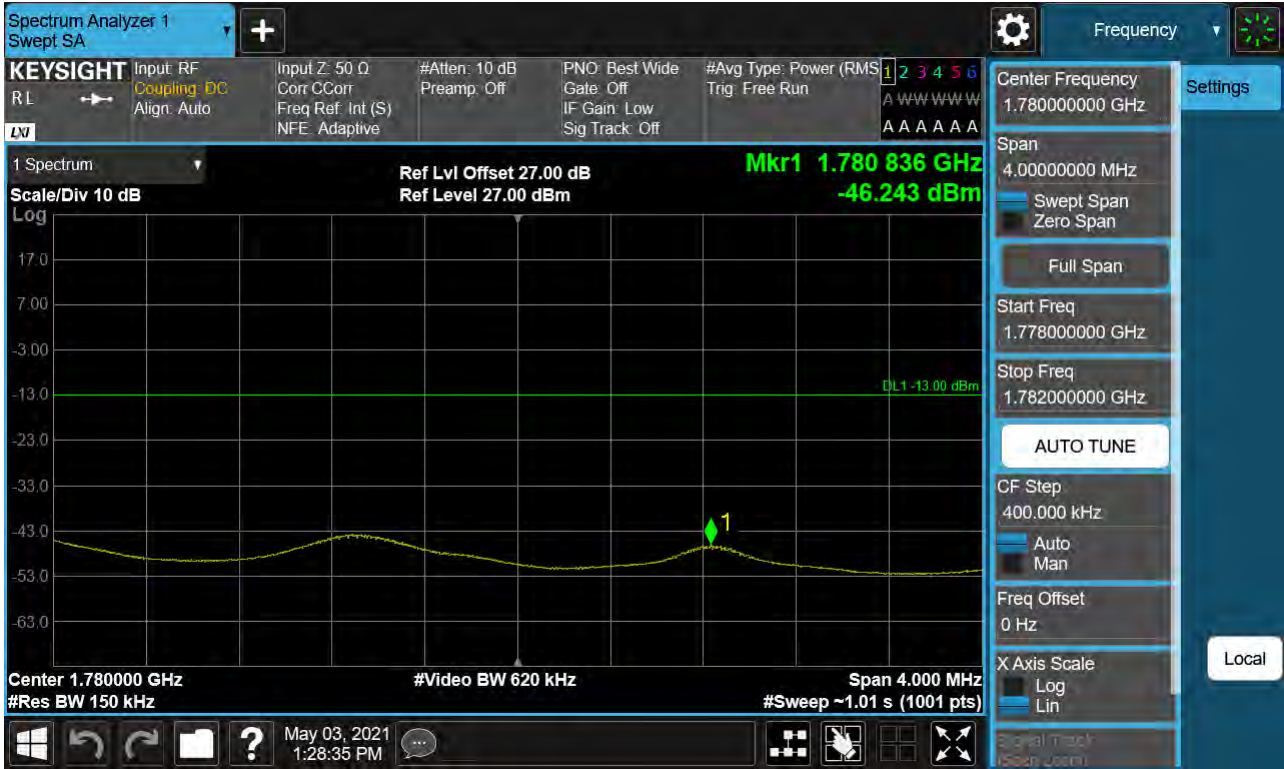 Spectrum Analyzer 1
Swept SA
Frequency
KEYSIGHT
R L
LXI
Input: RF
Coupling: DC
Align: Auto
Input Z: 50 Ω
Corr CCorr
Freq Ref: Int (S)
NFE: Adaptive
#Atten: 10 dB
Preamp: Off
PNO: Best Wide
Gate: Off
IF Gain: Low
Sig Track: Off
#Avg Type: Power (RMS
Trig: Free Run
1 2 3 4 5 6
A W W W W W
A A A A A A
1 Spectrum
Scale/Div 10 dB
Log
Ref Lvl Offset 27.00 dB
Ref Level 27.00 dBm
Mkr1 1.780 836 GHz
-46.243 dBm
17.0
7.00
-3.00
-13.0
-23.0
-33.0
-43.0
-53.0
-63.0
DL1 -13.00 dBm
1
Center 1.780000 GHz
#Res BW 150 kHz
#Video BW 620 kHz
Span 4.000 MHz
#Sweep ~1.01 s (1001 pts)
Center Frequency
1.780000000 GHz
Span
4.00000000 MHz
Swept Span
Zero Span
Full Span
Start Freq
1.778000000 GHz
Stop Freq
1.782000000 GHz
AUTO TUNE
CF Step
400.000 kHz
Auto
Man
Freq Offset
0 Hz
X Axis Scale
Log
Lin
Signal Track
(Span Zoom)
Settings
Local
?
May 03, 2021
1:28:35 PM